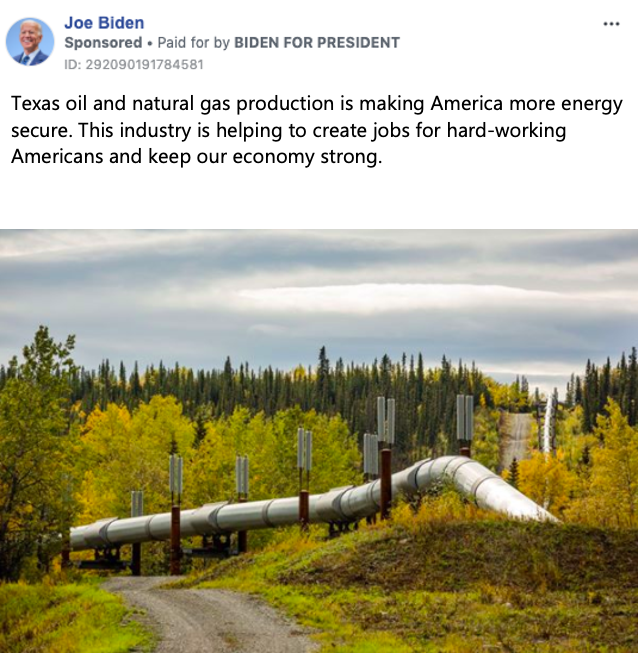 Joe Biden
Sponsored • Paid for by BIDEN FOR PRESIDENT
ID: 292090191784581
Texas oil and natural gas production is making America more energy
secure. This industry is helping to create jobs for hard-working
Americans and keep our economy strong.